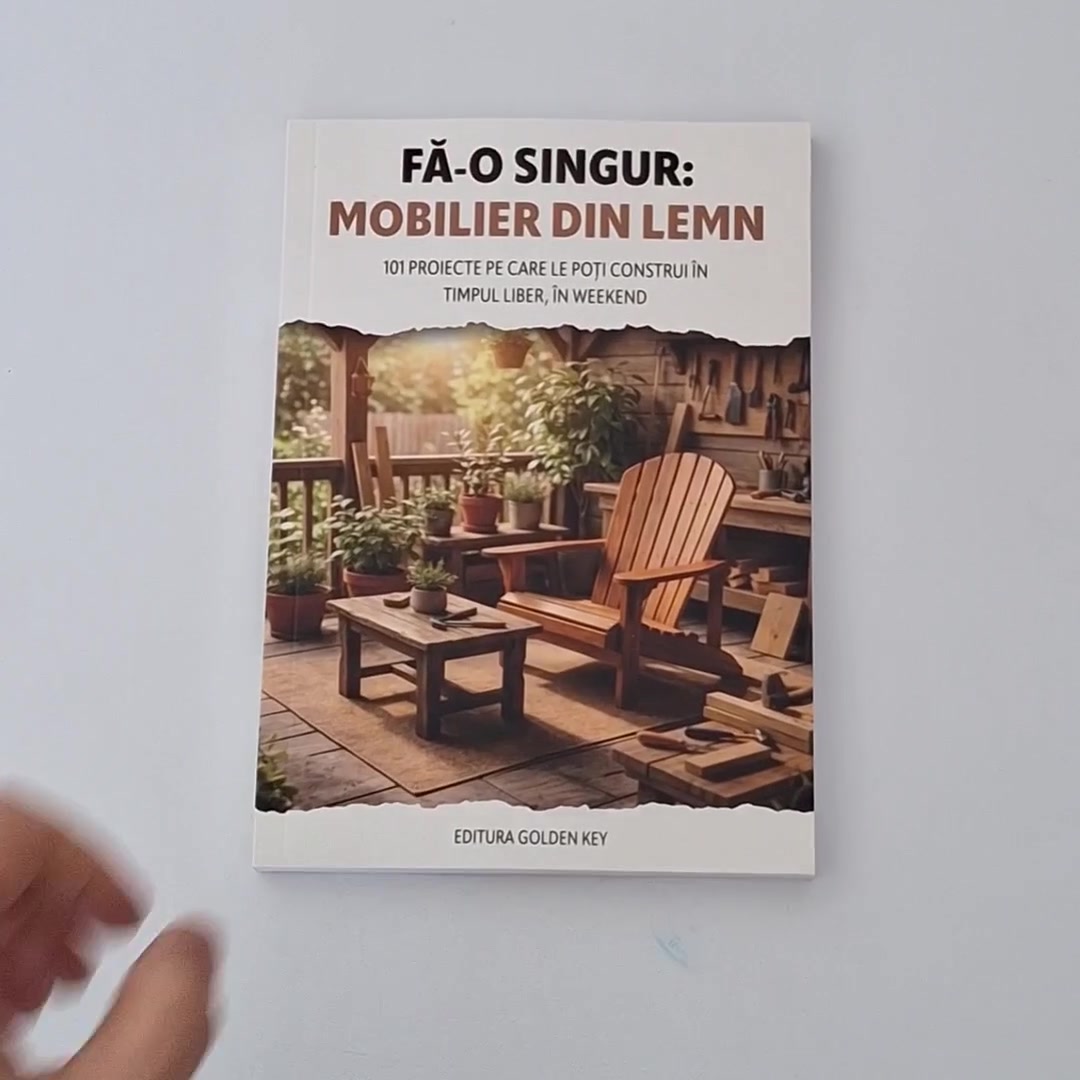 FĂ-O SINGUR:
MOBILIER DIN LEMN
101 PROIECTE PE CARE LE POȚI CONSTRUI ÎN
TIMPUL LIBER, ÎN WEEKEND
EDITURA GOLDEN KEY